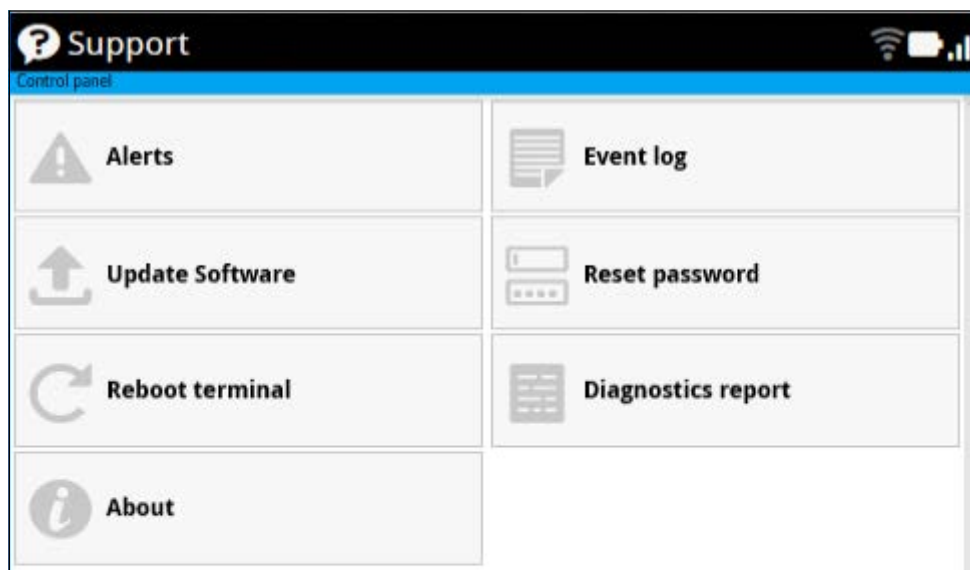 Support
Control panel
Alerts
Event log
Update Software
Reset password
Reboot terminal
Diagnostics report
About